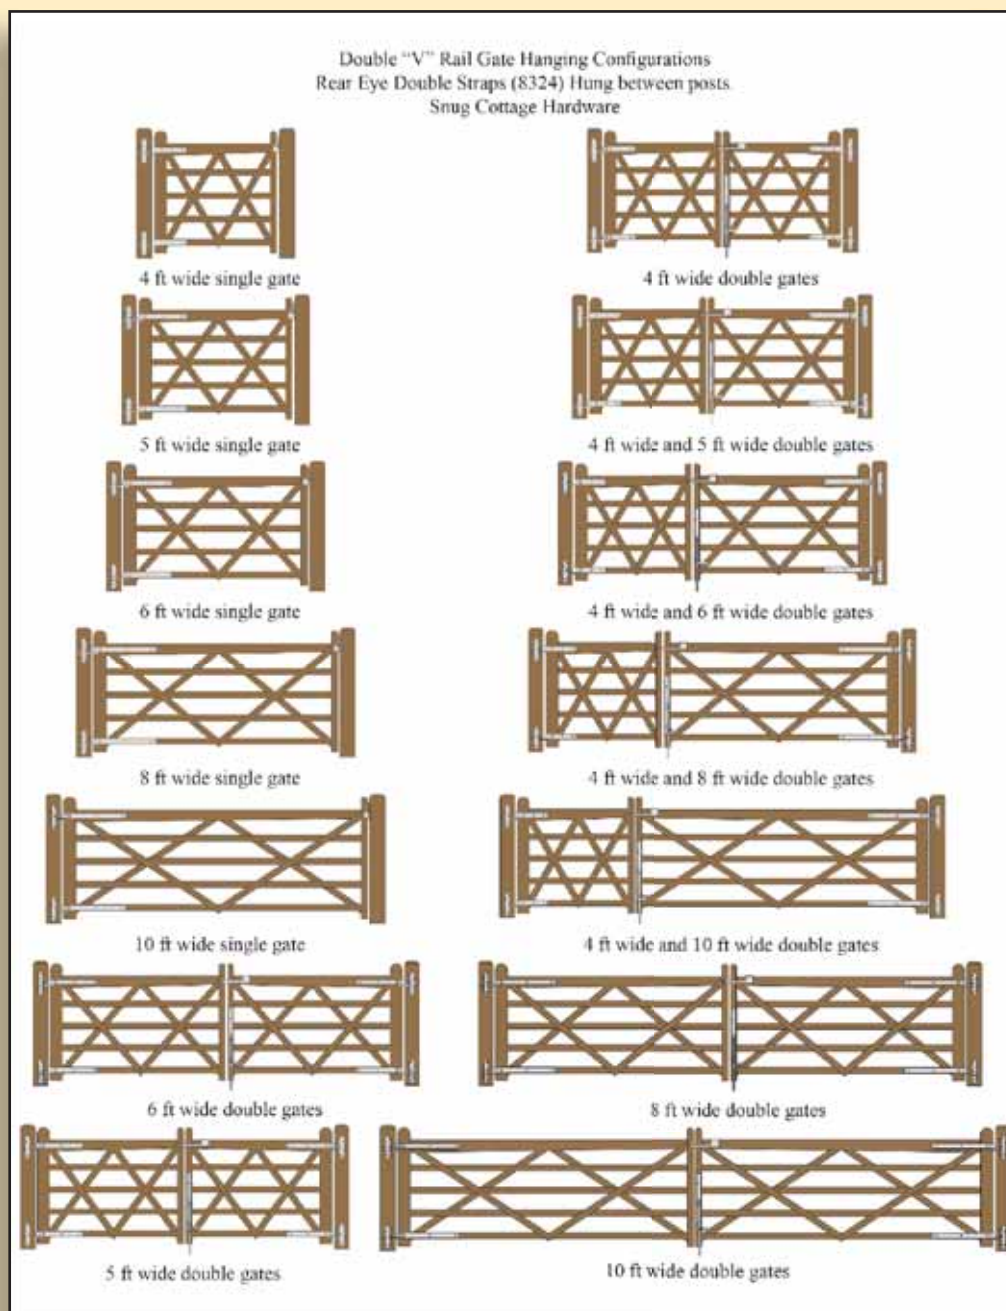 Double “V” Rail Gate Hanging Configurations
Rear Eye Double Straps (8324) Hung between posts
Snug Cottage Hardware
4 ft wide single gate
4 ft wide double gates
5 ft wide single gate
4 ft wide and 5 ft wide double gates
6 ft wide single gate
4 ft wide and 6 ft wide double gates
8 ft wide single gate
4 ft wide and 8 ft wide double gates
10 ft wide single gate
4 ft wide and 10 ft wide double gates
6 ft wide double gates
8 ft wide double gates
5 ft wide double gates
10 ft wide double gates